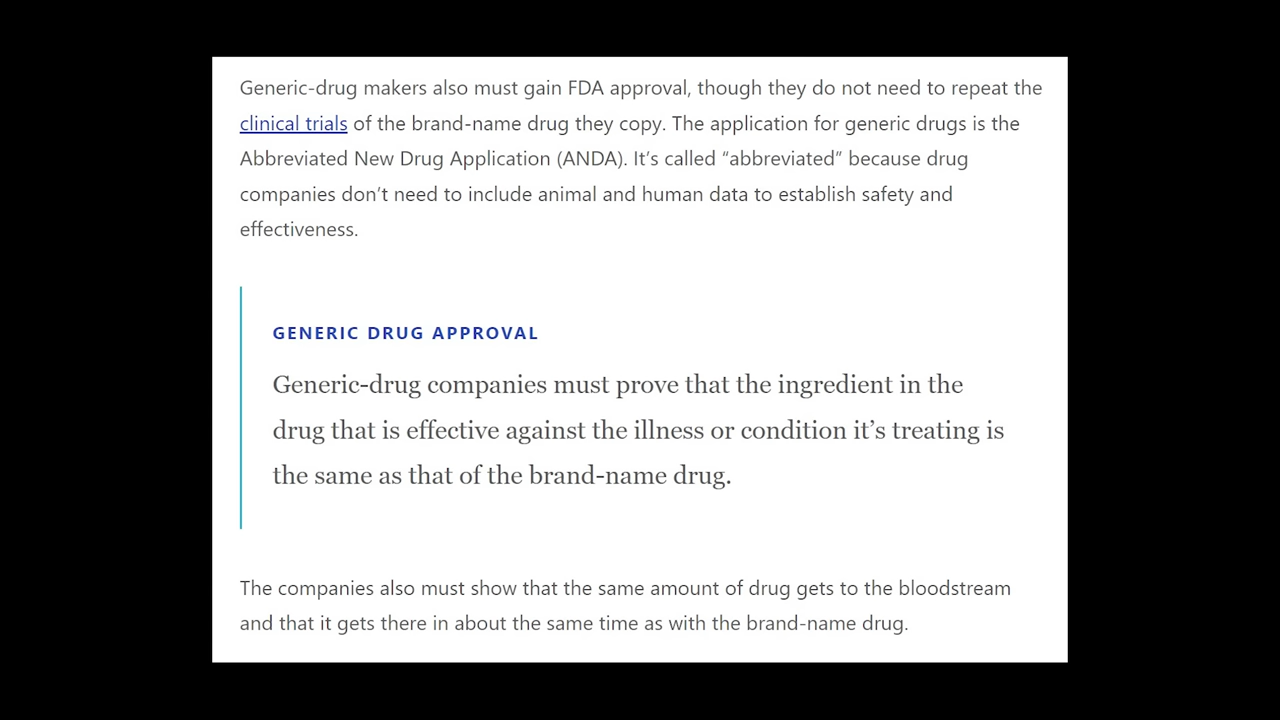 Generic-drug makers also must gain FDA approval, though they do not need to repeat the
clinical trials of the brand-name drug they copy. The application for generic drugs is the
Abbreviated New Drug Application (ANDA). It’s called “abbreviated” because drug
companies don’t need to include animal and human data to establish safety and
effectiveness.
GENERIC DRUG APPROVAL
Generic-drug companies must prove that the ingredient in the
drug that is effective against the illness or condition it’s treating is
the same as that of the brand-name drug.
The companies also must show that the same amount of drug gets to the bloodstream
and that it gets there in about the same time as with the brand-name drug.